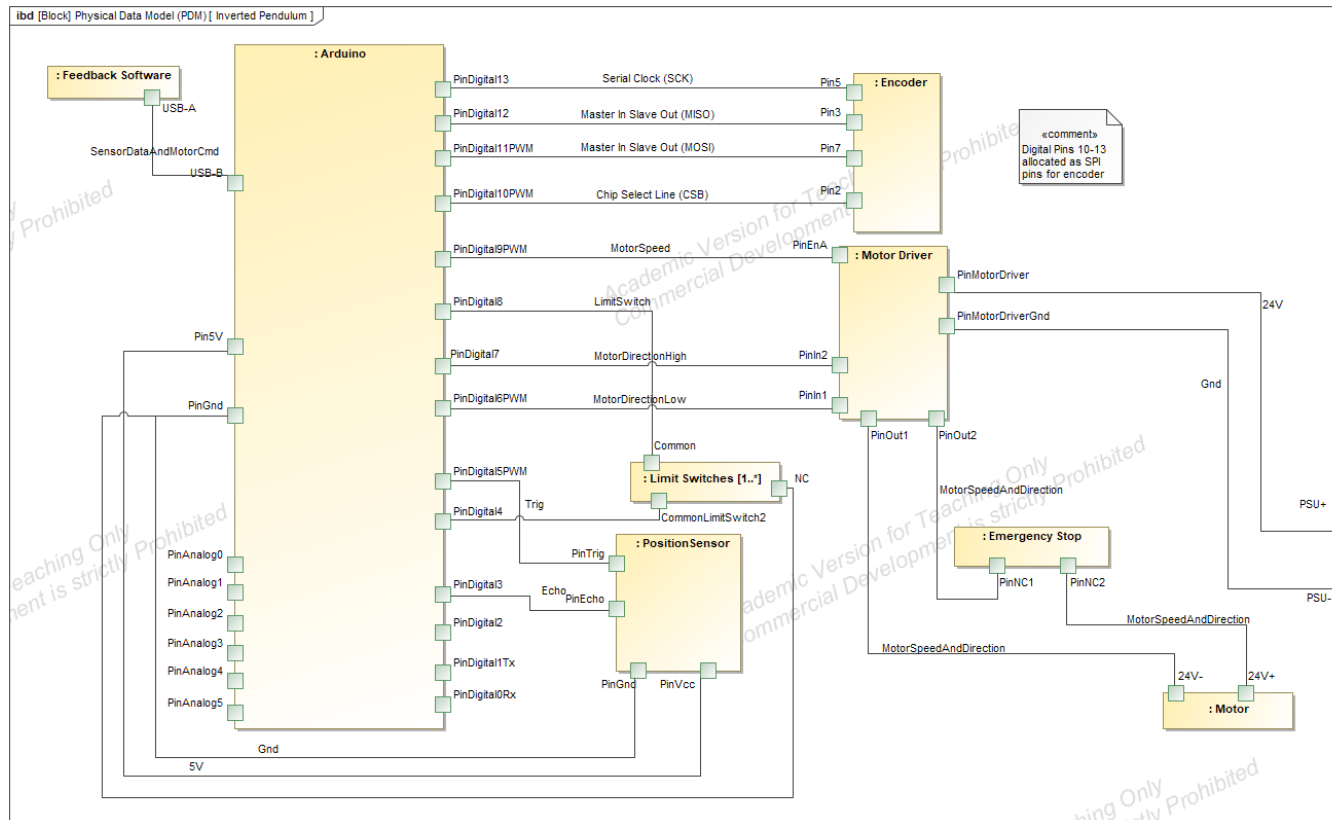 ibd [Block] Physical Data Model (PDM) [ Inverted Pendulum ]
: Feedback Software
USB-A
SensorDataAndMotorCmd
USB-B
: Arduino
PinDigital13
PinDigital12
PinDigital11PWM
PinDigital10PWM
PinDigital9PWM
PinDigital8
PinDigital7
PinDigital6PWM
PinDigital5PWM
PinDigital4
PinDigital3
PinDigital2
PinDigital1Tx
PinDigital0Rx
Pin5V
PinGnd
PinAnalog0
PinAnalog1
PinAnalog2
PinAnalog3
PinAnalog4
PinAnalog5
Serial Clock (SCK)
Master In Slave Out (MISO)
Master In Slave Out (MOSI)
Chip Select Line (CSB)
MotorSpeed
LimitSwitch
MotorDirectionHigh
MotorDirectionLow
Pin5
Pin3
Pin7
Pin2
: Encoder
«comment»
Digital Pins 10-13
allocated as SPI
pins for encoder
PinEnA
: Motor Driver
PinIn2
PinIn1
PinMotorDriver
24V
PinMotorDriverGnd
Gnd
PinOut1
PinOut2
MotorSpeedAndDirection
PSU+
PSU-
Common
: Limit Switches [1..*]
NC
CommonLimitSwitch2
Trig
: PositionSensor
PinTrig
Echo
PinEcho
PinGnd
PinVcc
Gnd
5V
: Emergency Stop
PinNC1
PinNC2
MotorSpeedAndDirection
MotorSpeedAndDirection
24V-
24V+
: Motor
Academic Version for Teaching Only
Commercial Development is strictly Prohibited